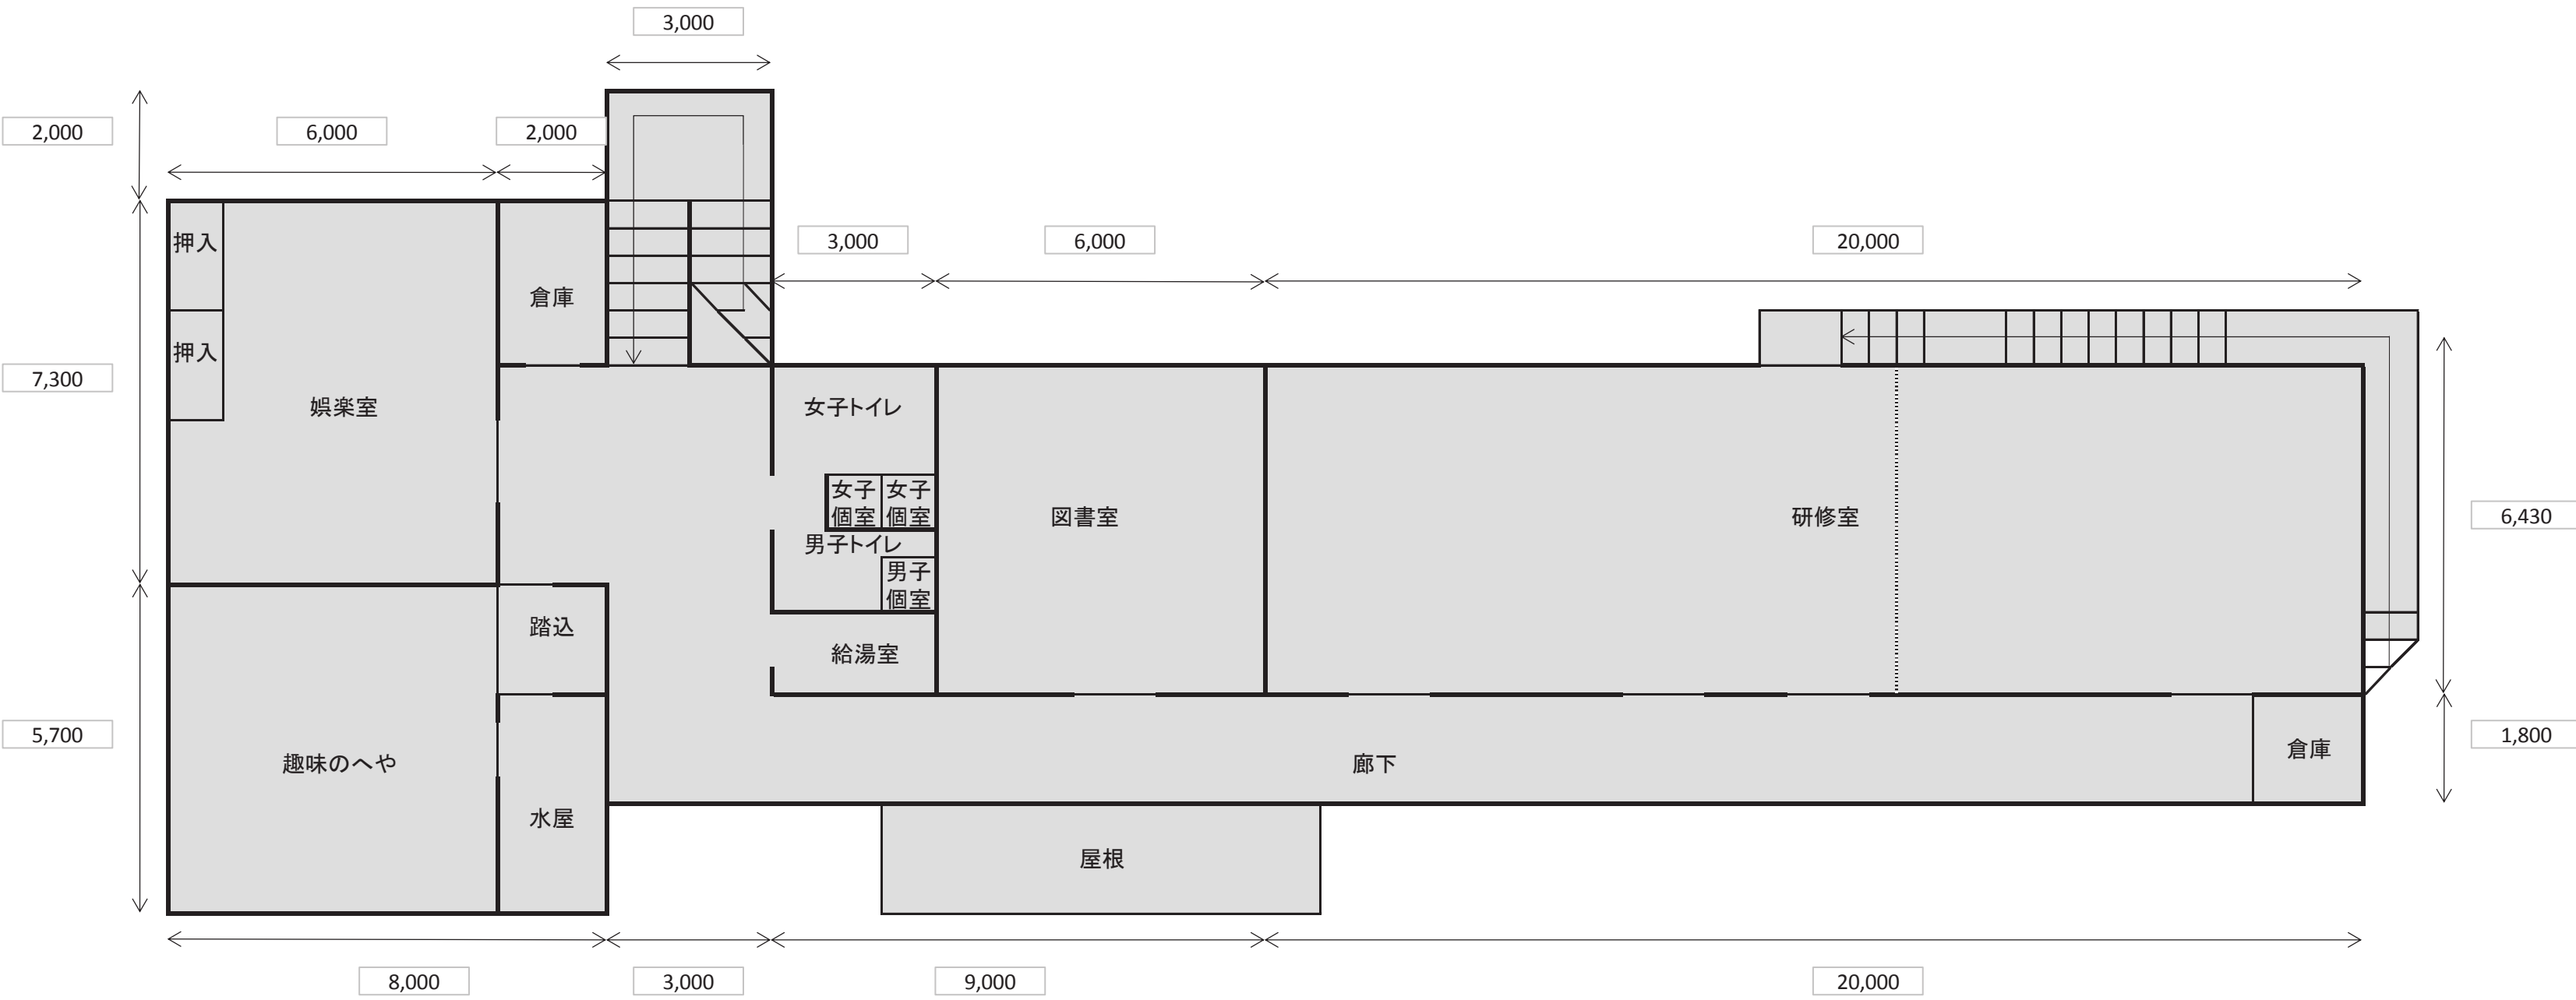 3,000
2,000
6,000
2,000
3,000
6,000
20,000
押入
倉庫
押入
7,300
娯楽室
女子トイレ
女子
個室
女子
個室
図書室
研修室
6,430
男子トイレ
男子
個室
踏込
給湯室
5,700
趣味のへや
廊下
倉庫
1,800
水屋
屋根
8,000
3,000
9,000
20,000